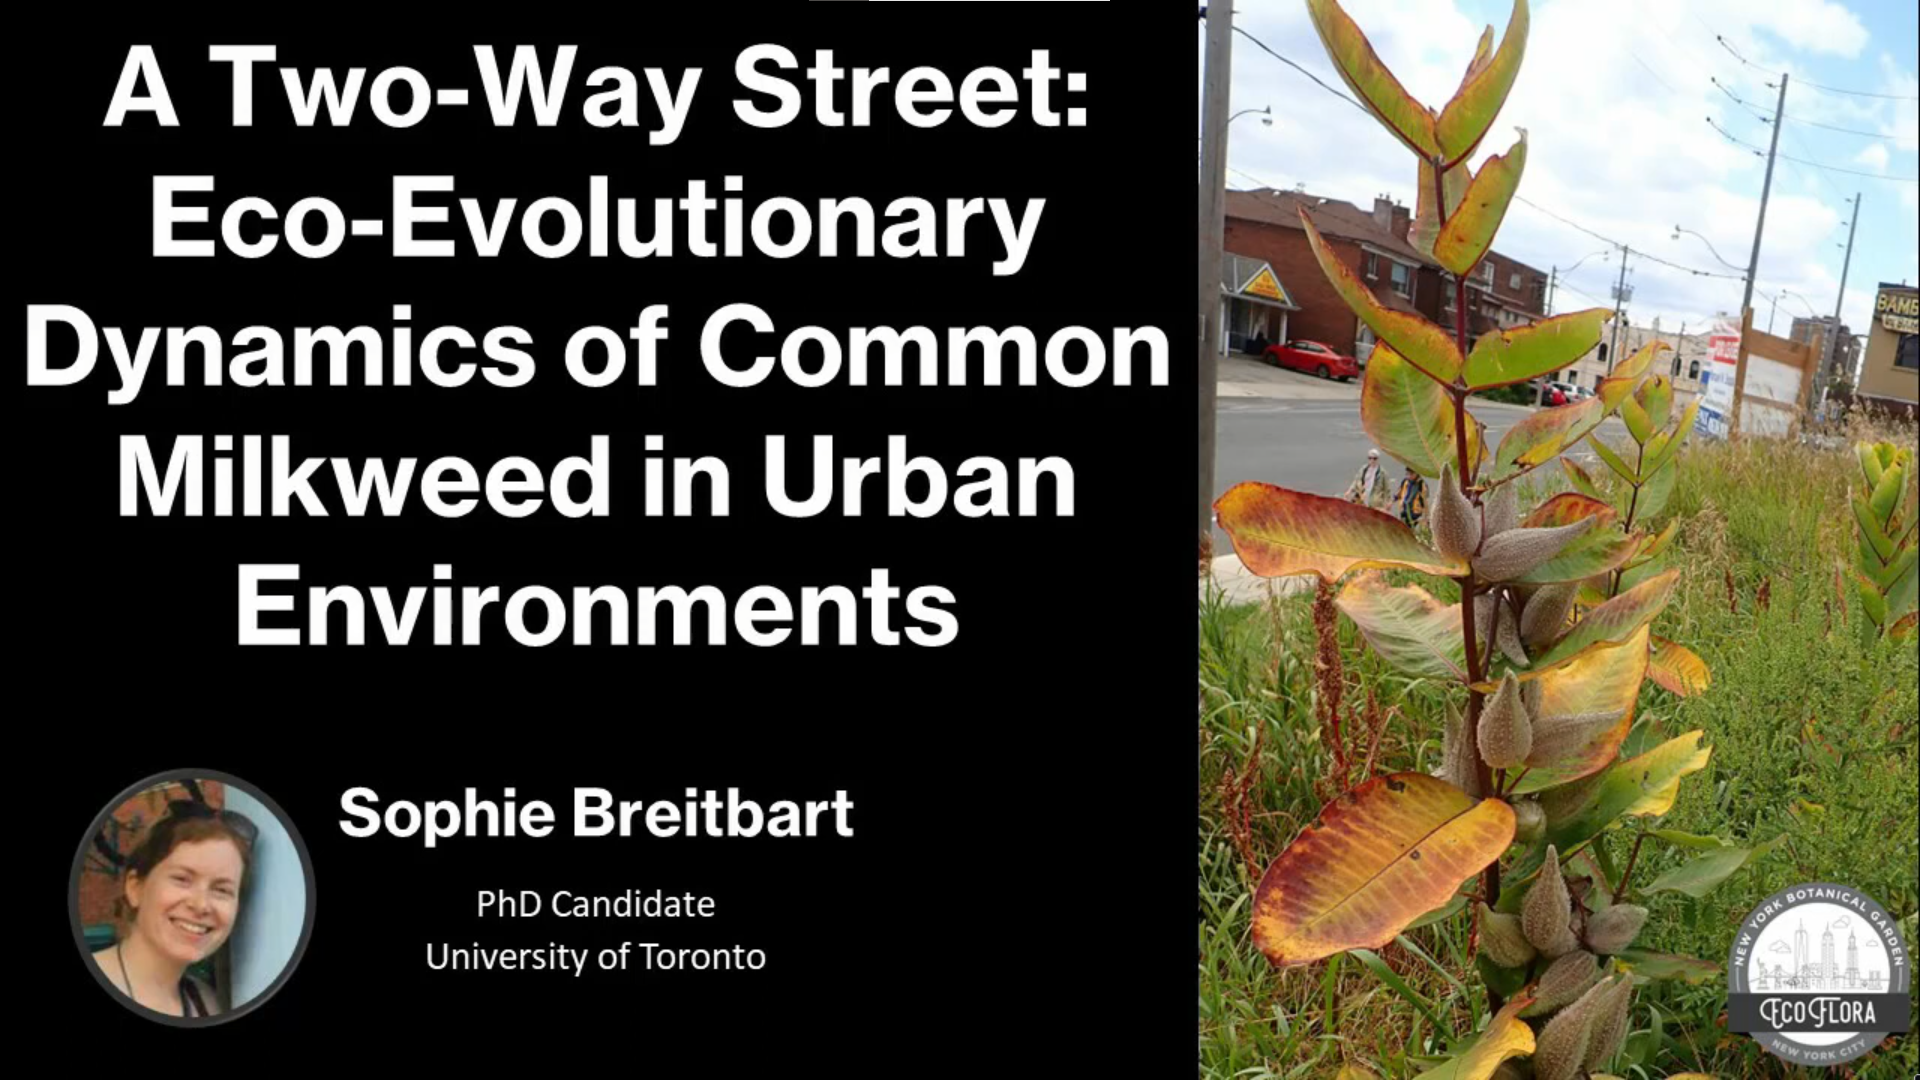 A Two-Way Street:
Eco-Evolutionary
Dynamics of Common
Milkweed in Urban
Environments
Sophie Breitbart
PhD Candidate
University of Toronto
BAMB
NEW YORK BOTANICAL GARDEN
ECOFLORA
NEW YORK CITY